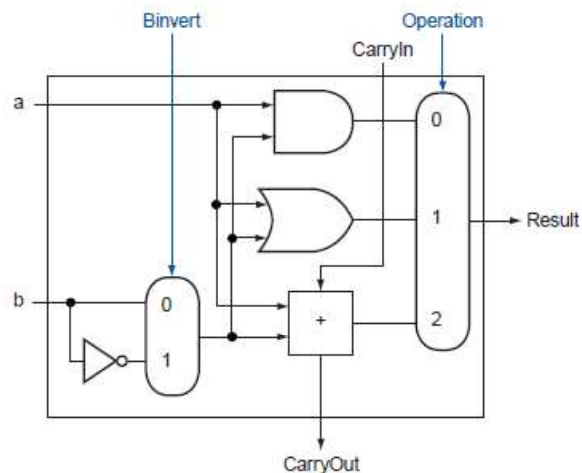 Binvert
Operation
CarryIn
a
0
1
Result
b
0
2
+
1
CarryOut